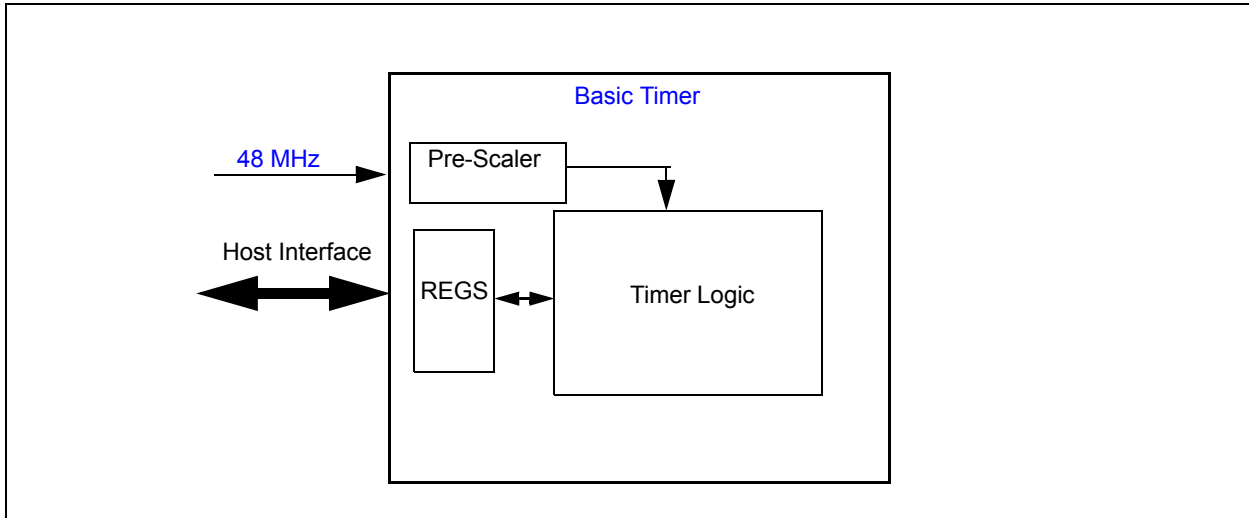 Basic Timer
48 MHz
Pre-Scaler
Host Interface
REGS
Timer Logic